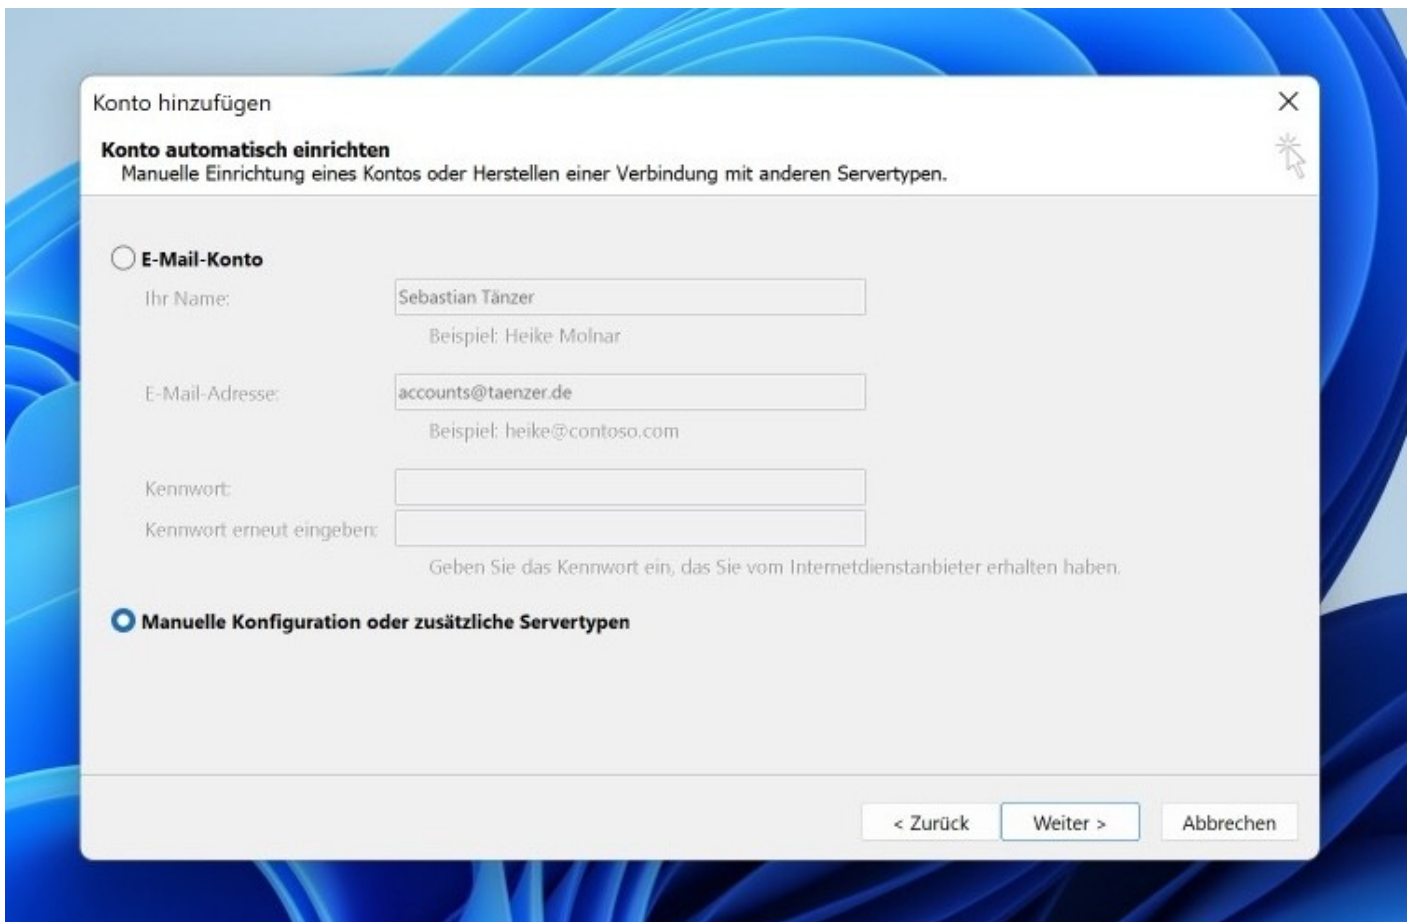 Konto hinzufügen
Konto automatisch einrichten
Manuelle Einrichtung eines Kontos oder Herstellen einer Verbindung mit anderen Servertypen.
E-Mail-Konto
Ihr Name: Sebastian Tänzer
Beispiel: Heike Molnar
E-Mail-Adresse: accounts@taenzer.de
Beispiel: heike@contoso.com
Kennwort:
Kennwort erneut eingeben:
Geben Sie das Kennwort ein, das Sie vom Internetdienstanbieter erhalten haben.
Manuelle Konfiguration oder zusätzliche Servertypen
< Zurück Weiter > Abbrechen